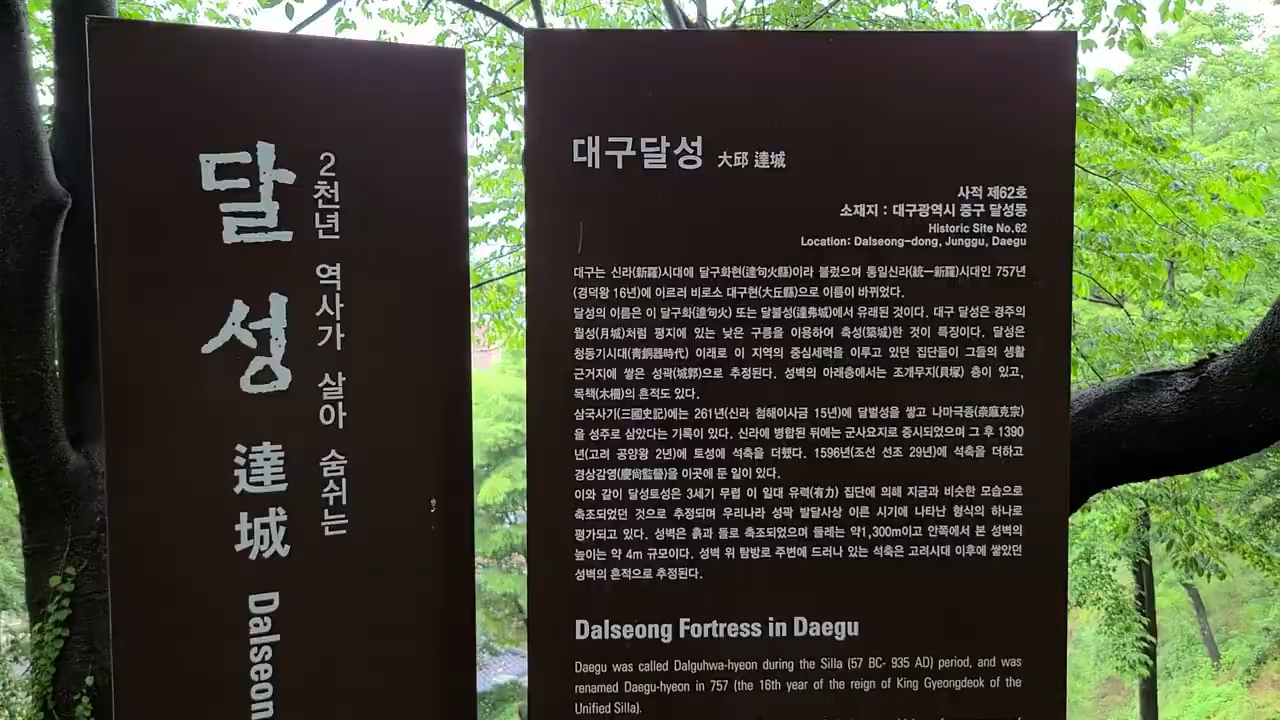 2천년 역사가 살아 숨쉬는
달성
達城
Dalseon
대구달성 大邱 達城
사적 제62호
소재지 : 대구광역시 중구 달성동
Historic Site No.62
Location: Dalseong-dong, Junggu, Daegu
대구는 신라(新羅)시대에 달구화현(達句火縣)이라 불렀으며 통일신라(統一新羅)시대인 757년
(경덕왕 16년)에 이르러 비로소 대구현(大丘縣)으로 이름이 바뀌었다.
달성의 이름은 이 달구화(達句火) 또는 달불성(達弗城)에서 유래된 것이다. 대구 달성은 경주의
월성(月城)처럼 평지에 있는 낮은 구릉을 이용하여 축성(築城)한 것이 특징이다. 달성은
청동기시대(靑銅器時代) 이래로 이 지역의 중심세력을 이루고 있던 집단들이 그들의 생활
근거지에 쌓은 성곽(城郭)으로 추정된다. 성벽의 아래층에서는 조개무지(貝塚) 층이 있고,
목책(木柵)의 흔적도 있다.
삼국사기(三國史記)에는 261년(신라 첨해이사금 15년)에 달벌성을 쌓고 나마극종(奈麻克宗)
을 성주로 삼았다는 기록이 있다. 신라에 병합된 뒤에는 군사요지로 중시되었으며 그 후 1390
년(고려 공양왕 2년)에 토성에 석축을 더했다. 1596년(조선 선조 29년)에 석축을 더하고
경상감영(慶尙監營)을 이곳에 둔 일이 있다.
이와 같이 달성토성은 3세기 무렵 이 일대 유력(有力) 집단에 의해 지금과 비슷한 모습으로
축조되었던 것으로 추정되며 우리나라 성곽 발달사상 이른 시기에 나타난 형식의 하나로
평가되고 있다. 성벽은 흙과 돌로 축조되었으며 둘레는 약1,300m이고 안쪽에서 본 성벽의
높이는 약 4m 규모이다. 성벽 위 탐방로 주변에 드러나 있는 석축은 고려시대 이후에 쌓았던
성벽의 흔적으로 추정된다.
Dalseong Fortress in Daegu
Daegu was called Dalguhwa-hyeon during the Silla (57 BC- 935 AD) period, and was
renamed Daegu-hyeon in 757 (the 16th year of the reign of King Gyeongdeok of the
Unified Silla).